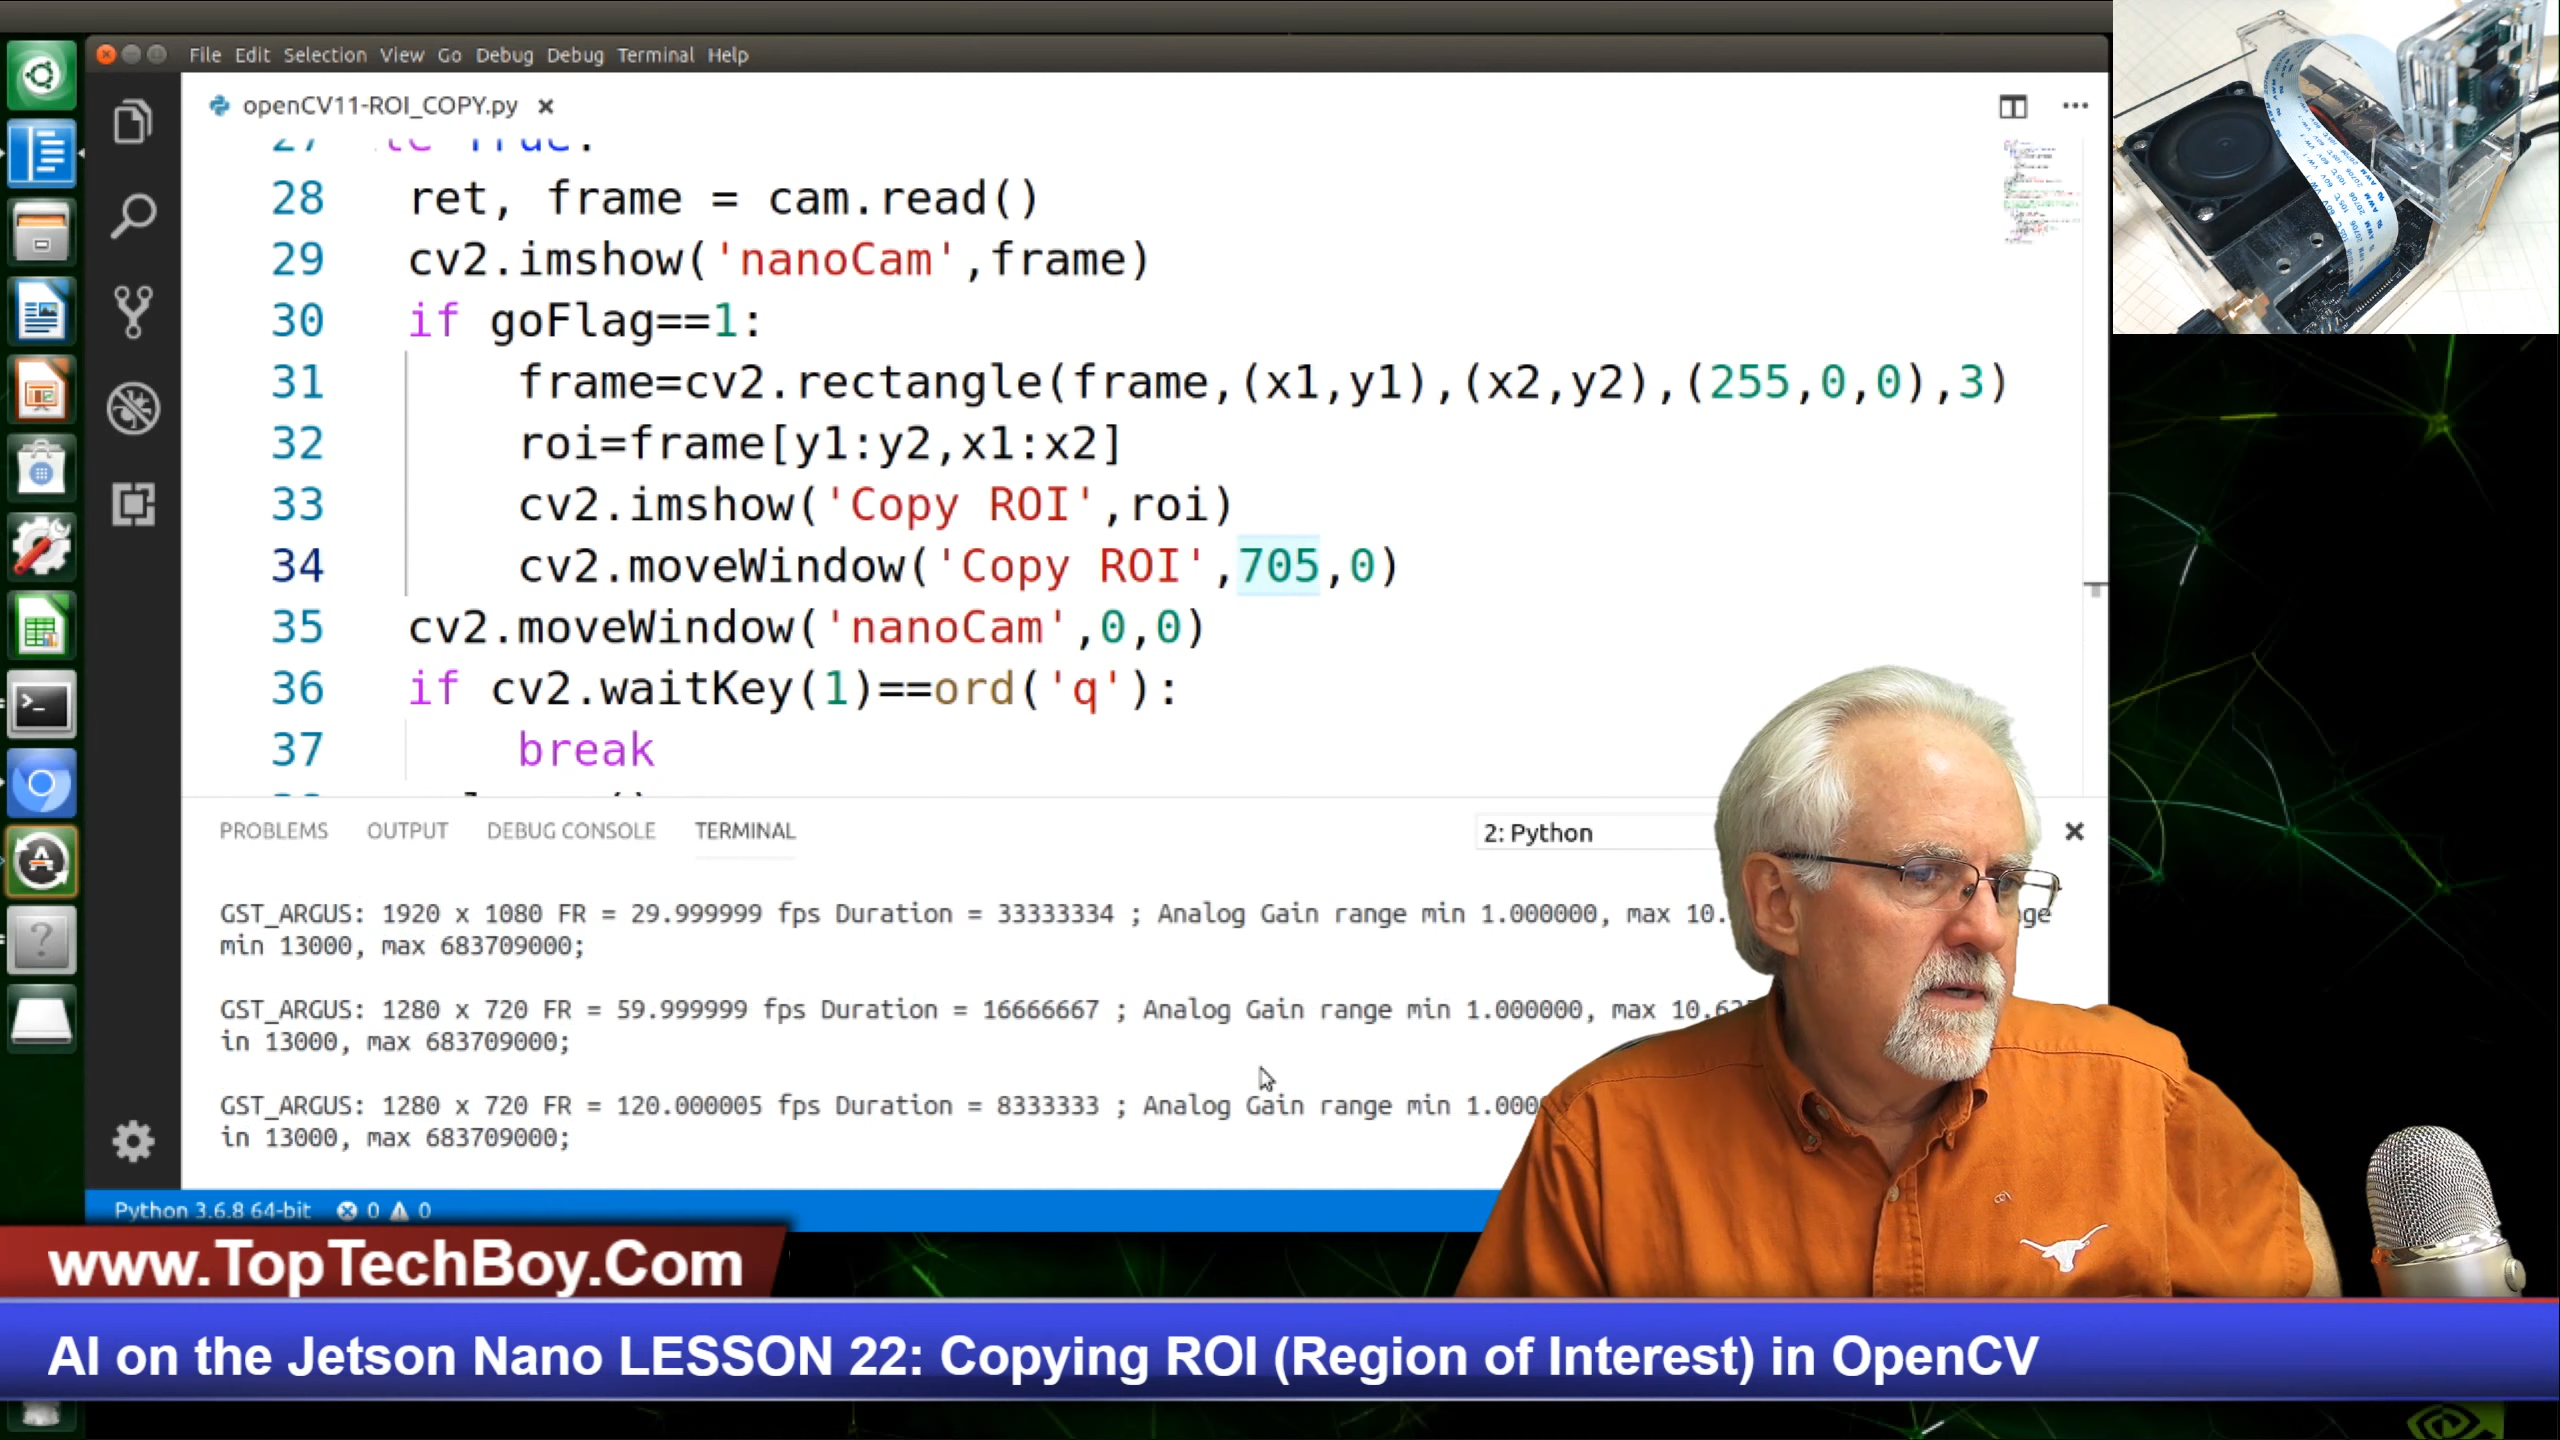 File Edit Selection View Go Debug Debug Terminal Help
openCV11-ROI_COPY.py
27 True:
28 ret, frame = cam.read()
29 cv2.imshow('nanoCam',frame)
30 if goFlag==1:
31 frame=cv2.rectangle(frame,(x1,y1),(x2,y2),(255,0,0),3)
32 roi=frame[y1:y2,x1:x2]
33 cv2.imshow('Copy ROI',roi)
34 cv2.moveWindow('Copy ROI',705,0)
35 cv2.moveWindow('nanoCam',0,0)
36 if cv2.waitKey(1)==ord('q'):
37 break
PROBLEMS OUTPUT DEBUG CONSOLE TERMINAL 2: Python
GST_ARGUS: 1920 x 1080 FR = 29.999999 fps Duration = 33333334 ; Analog Gain range min 1.000000, max 10.
min 13000, max 683709000;
GST_ARGUS: 1280 x 720 FR = 59.999999 fps Duration = 16666667 ; Analog Gain range min 1.000000, max 10.62
in 13000, max 683709000;
GST_ARGUS: 1280 x 720 FR = 120.000005 fps Duration = 8333333 ; Analog Gain range min 1.000
in 13000, max 683709000;
Python 3.6.8 64-bit 0 0
www.TopTechBoy.Com
AI on the Jetson Nano LESSON 22: Copying ROI (Region of Interest) in OpenCV